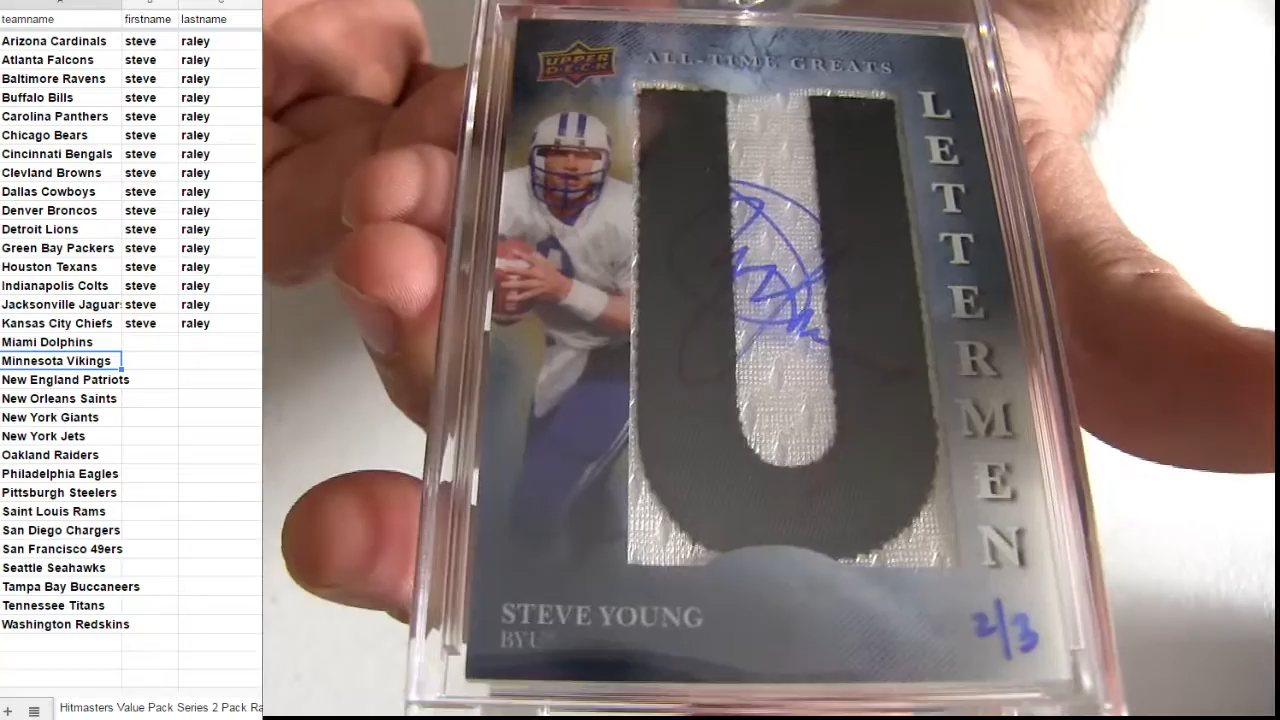 teamname firstname lastname
Arizona Cardinals steve raley
Atlanta Falcons steve raley
Baltimore Ravens steve raley
Buffalo Bills steve raley
Carolina Panthers steve raley
Chicago Bears steve raley
Cincinnati Bengals steve raley
Clevland Browns steve raley
Dallas Cowboys steve raley
Denver Broncos steve raley
Detroit Lions steve raley
Green Bay Packers steve raley
Houston Texans steve raley
Indianapolis Colts steve raley
Jacksonville Jaguar steve raley
Kansas City Chiefs steve raley
Miami Dolphins
Minnesota Vikings
New England Patriots
New Orleans Saints
New York Giants
New York Jets
Oakland Raiders
Philadelphia Eagles
Pittsburgh Steelers
Saint Louis Rams
San Diego Chargers
San Francisco 49ers
Seattle Seahawks
Tampa Bay Buccaneers
Tennessee Titans
Washington Redskins
Hitmasters Value Pack Series 2 Pack Ra
UPPER
DECK
ALL-TIME GREATS
U
LETTERMEN
STEVE YOUNG
BYU
2/3